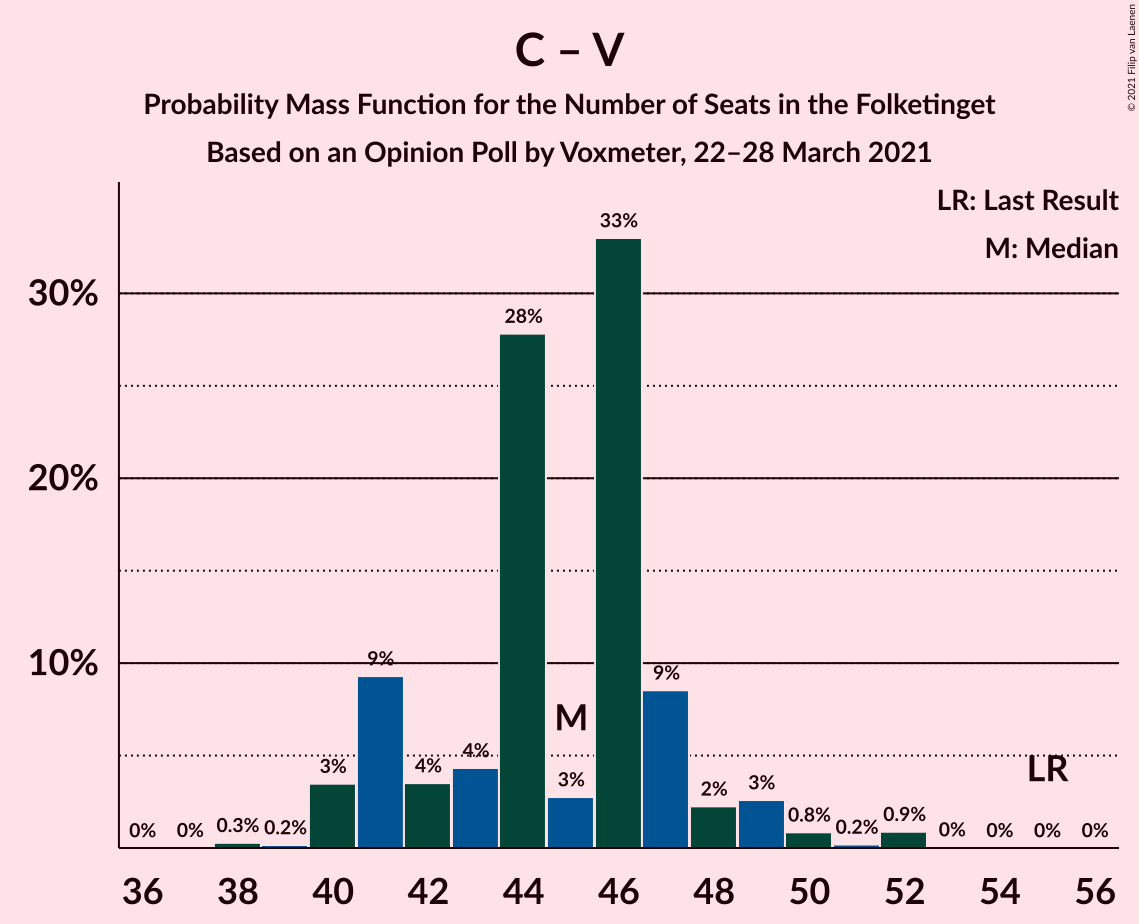 C – V
Probability Mass Function for the Number of Seats in the Folketinget
Based on an Opinion Poll by Voxmeter, 22–28 March 2021
© 2021 Filip van Laenen
LR: Last Result
M: Median
30%
20%
10%
0%
0%
0.3%
0.2%
3%
9%
4%
4%
28%
3%
M
33%
9%
2%
3%
0.8%
0.2%
0.9%
0%
0%
0%
LR
0%
36 38 40 42 44 46 48 50 52 54 56